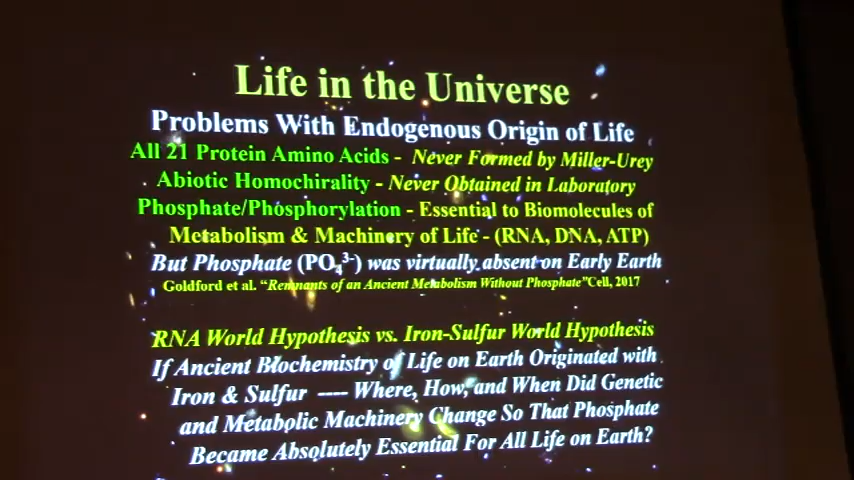 Life in the Universe
Problems With Endogenous Origin of Life
All 21 Protein Amino Acids - Never Formed by Miller-Urey
Abiotic Homochirality - Never Obtained in Laboratory
Phosphate/Phosphorylation - Essential to Biomolecules of
Metabolism & Machinery of Life - (RNA, DNA, ATP)
But Phosphate (PO₄³⁻) was virtually absent on Early Earth
Goldford et al. “Remnants of an Ancient Metabolism Without Phosphate”Cell, 2017
RNA World Hypothesis vs. Iron-Sulfur World Hypothesis
If Ancient Biochemistry of Life on Earth Originated with
Iron & Sulfur ---- Where, How, and When Did Genetic
and Metabolic Machinery Change So That Phosphate
Became Absolutely Essential For All Life on Earth?